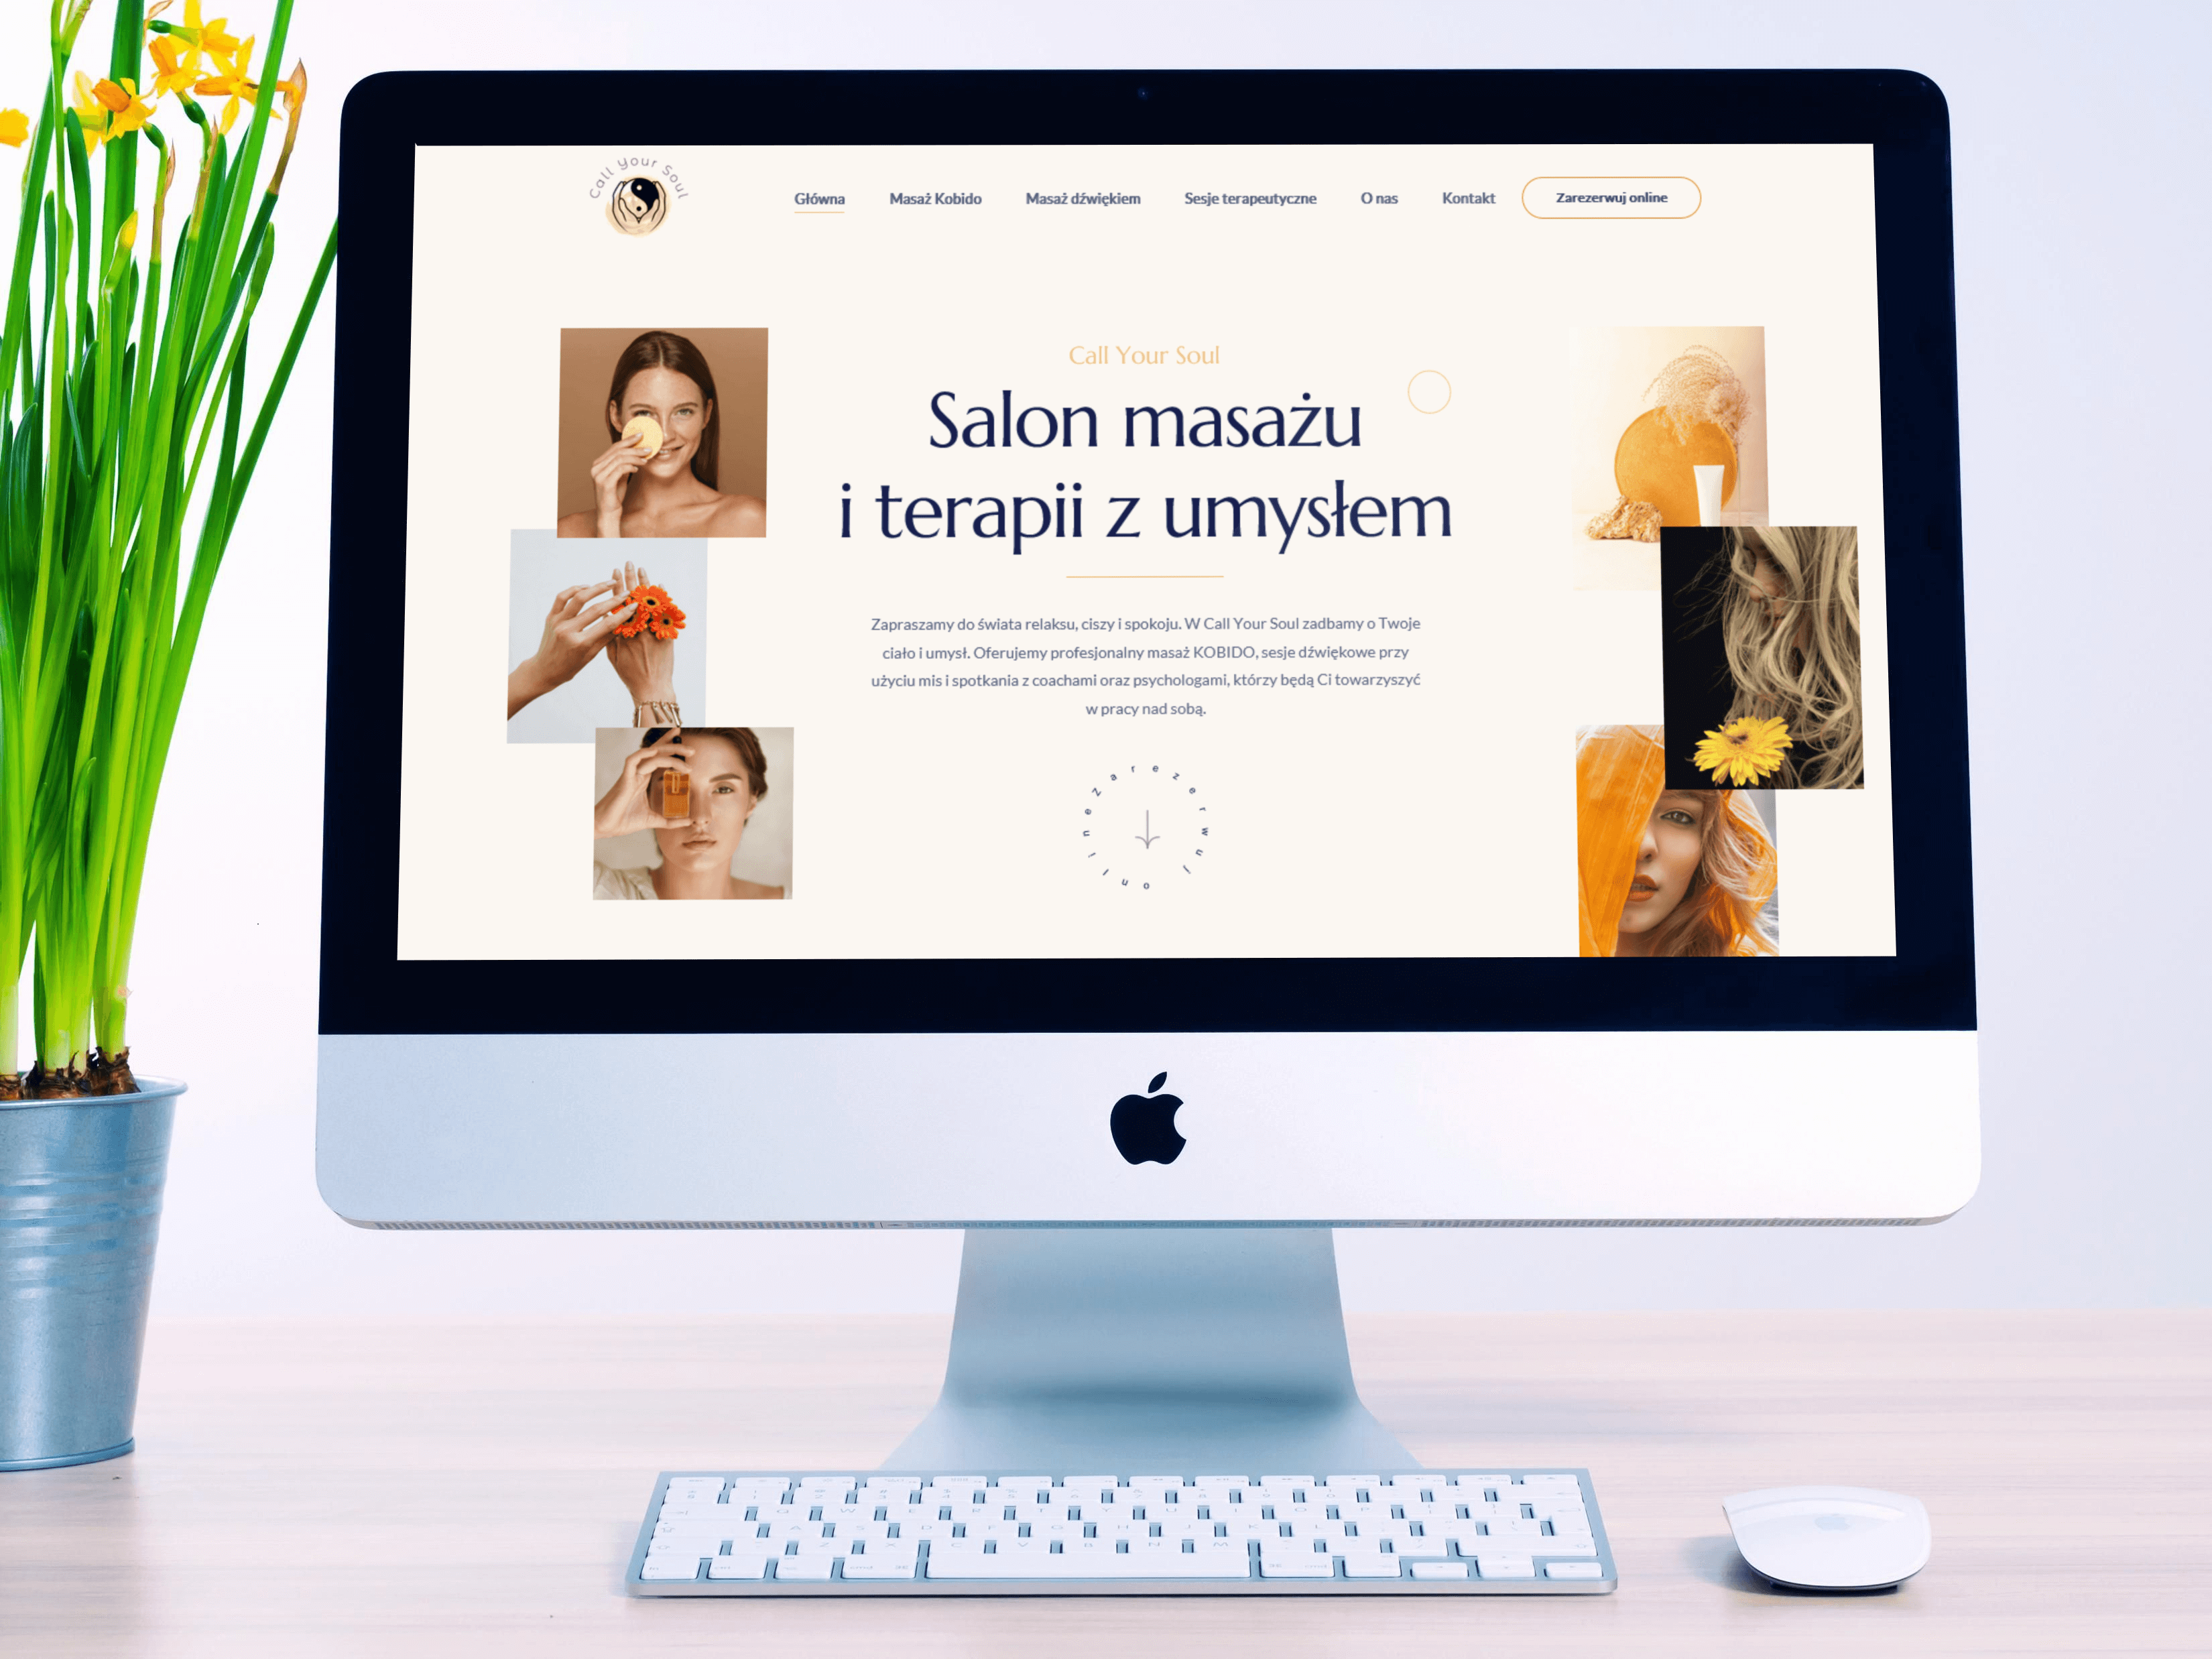 Call Your Soul
Główna
Masaż Kobido
Masaż dźwiękiem
Sesje terapeutyczne
O nas
Kontakt
Zarezerwuj online
Call Your Soul
Salon masażu
i terapii z umysłem
Zapraszamy do świata relaksu, ciszy i spokoju. W Call Your Soul zadbamy o Twoje
ciało i umysł. Oferujemy profesjonalny masaż KOBIDO, sesje dźwiękowe przy
użyciu mis i spotkania z coachami oraz psychologami, którzy będą Ci towarzyszyć
w pracy nad sobą.
Zarezerwuj online